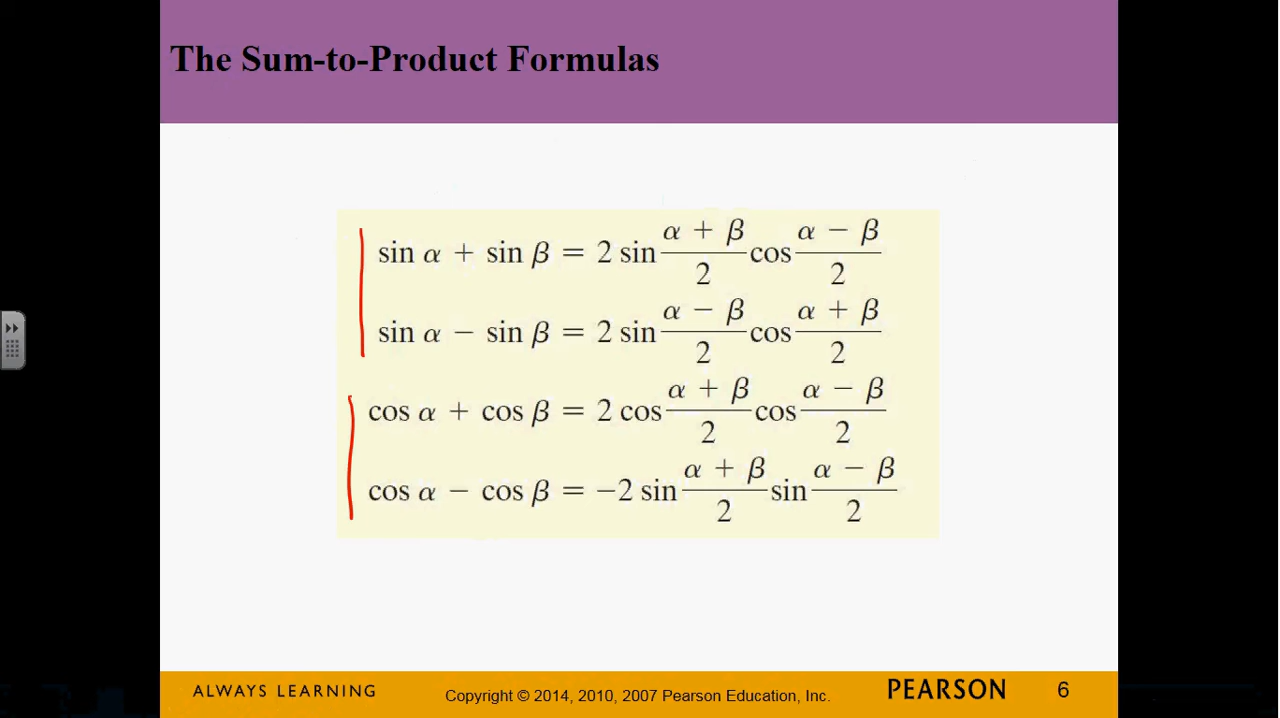 The Sum-to-Product Formulas
sin α + sin β = 2 sin (α + β)/2 cos (α − β)/2
sin α − sin β = 2 sin (α − β)/2 cos (α + β)/2
cos α + cos β = 2 cos (α + β)/2 cos (α − β)/2
cos α − cos β = −2 sin (α + β)/2 sin (α − β)/2
ALWAYS LEARNING Copyright © 2014, 2010, 2007 Pearson Education, Inc. PEARSON 6